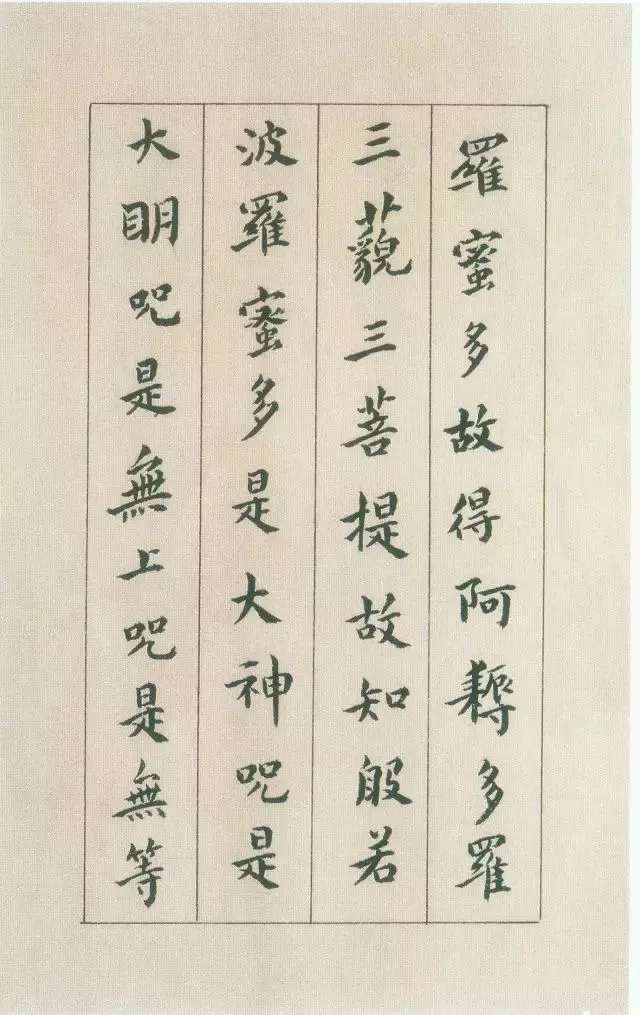 羅蜜多故得阿耨多羅
三藐三菩提故知般若
波羅蜜多是大神咒是
大明咒是無上咒是無等